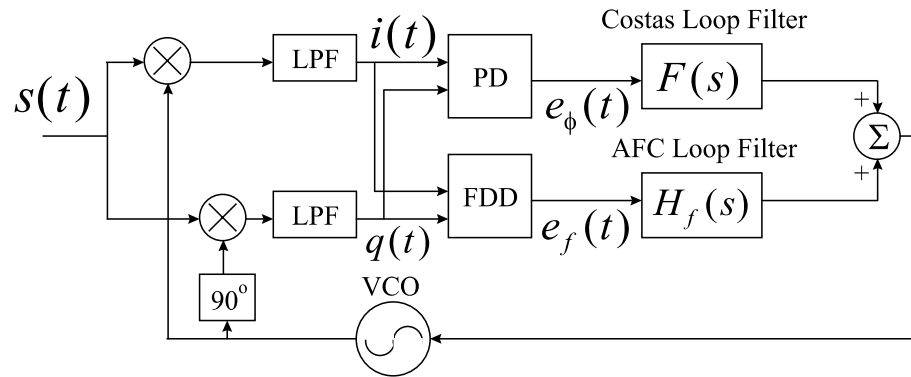 Costas Loop Filter
s(t)
LPF
i(t)
PD
e_ϕ(t)
F(s)
+
Σ
+
AFC Loop Filter
LPF
q(t)
FDD
e_f(t)
H_f(s)
90°
VCO